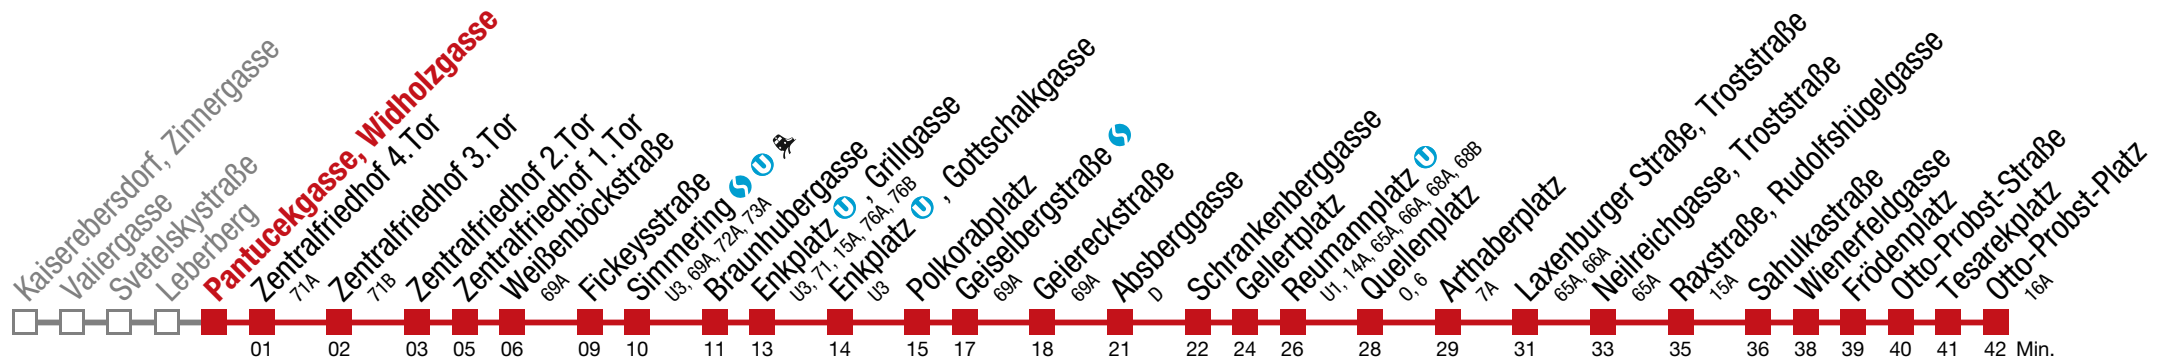 Kaiserebersdorf, Zinnergasse
Valiergasse
Svetelskystraße
Leberberg
Pantucekgasse, Widholzgasse
Zentralfriedhof 4.Tor
71A
Zentralfriedhof 3.Tor
71B
Zentralfriedhof 2.Tor
Zentralfriedhof 1.Tor
Weißenböckstraße
69A
Fickeysstraße
Simmering S U
U3, 69A, 72A, 73A
Braunhubergasse
Enkplatz U , Grillgasse
U3, 71, 15A, 76A, 76B
Enkplatz U , Gottschalkgasse
U3
Polkorabplatz
Geiselbergstraße S
69A
Geiereckstraße
69A
Absberggasse
D
Schrankenberggasse
Gellertplatz
Reumannplatz U
U1, 14A, 65A, 66A, 68A, 68B
Quellenplatz
O, 6
Arthaberplatz
7A
Laxenburger Straße, Troststraße
65A, 66A
Neilreichgasse, Troststraße
65A
Raxstraße, Rudolfshügelgasse
15A
Sahulkastraße
Wienerfeldgasse
Frödenplatz
Otto-Probst-Straße
Tesarekplatz
Otto-Probst-Platz
16A
01 02 03 05 06 09 10 11 13 14 15 17 18 21 22 24 26 28 29 31 33 35 36 38 39 40 41 42 Min.